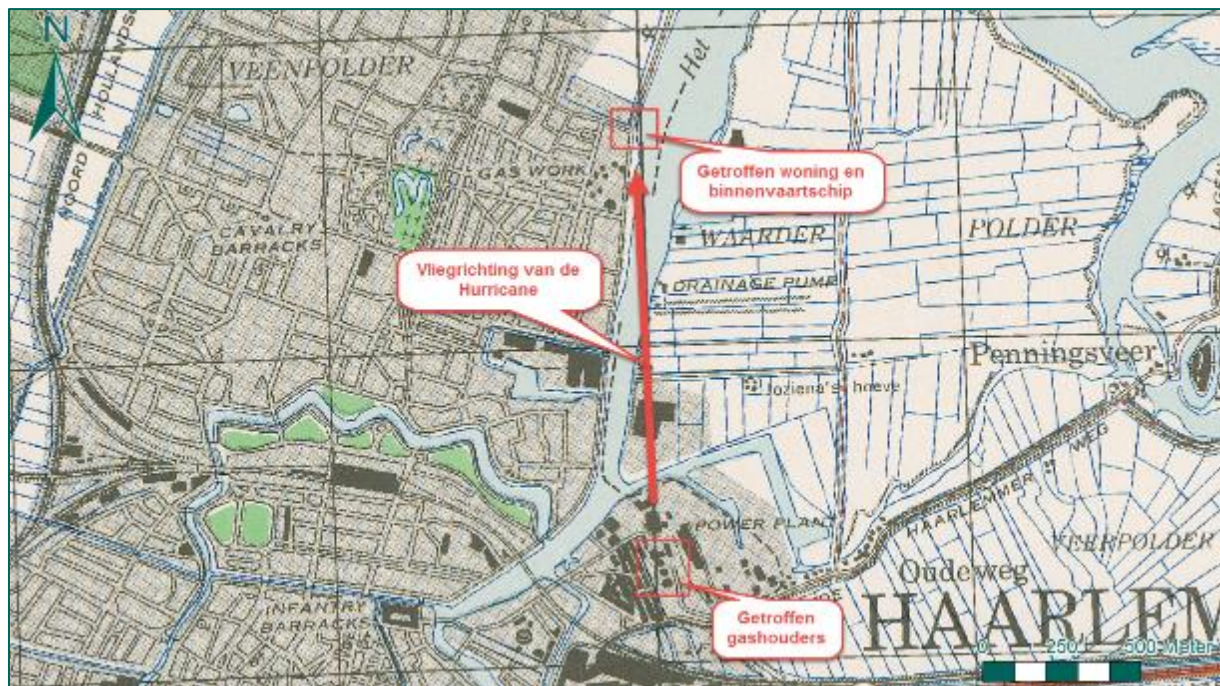 N
HOLLANDS
NOORD
VEENPOLDER
Het
GAS WORK
Getroffen woning en
binnenvaartschip
CAVALRY
BARRACKS
WAARDER
POLDER
Vliegrichting van de
Hurricane
DRAINAGE PUMP
Penningsveer
Joziena's hoeve
WEG
HAARLEMMER
POWER PLANT
VEERPOLDER
Oudeweg
INFANTRY
BARRACKS
Getroffen
gashouders
HAARLEM
0 250 500 Meter